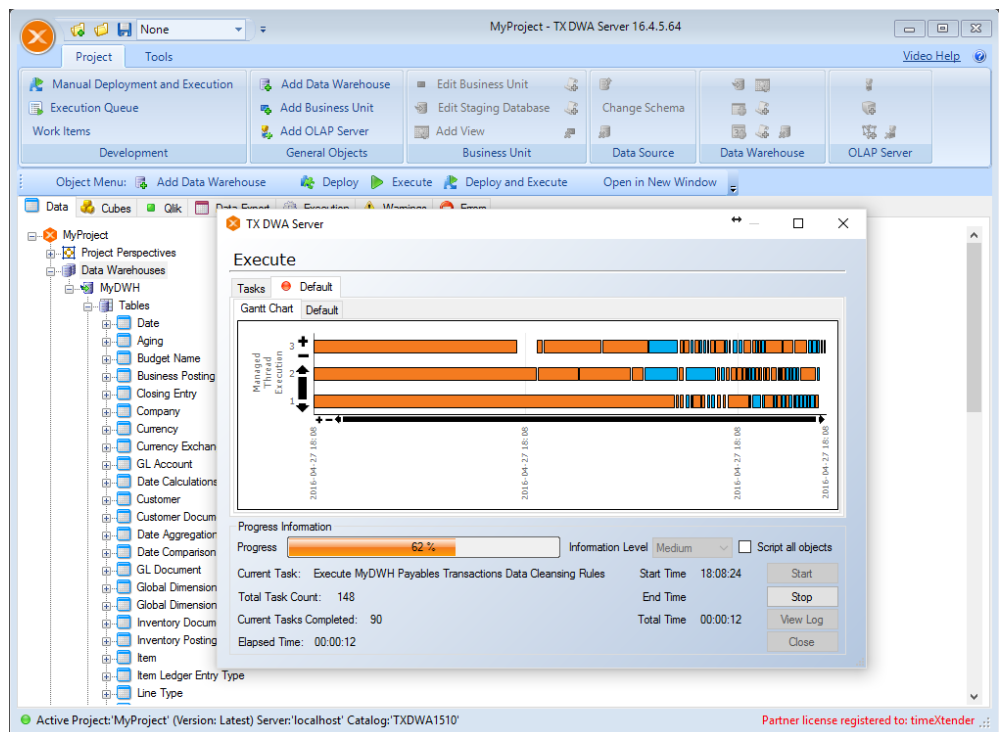 None
MyProject - TX DWA Server 16.4.5.64
Project Tools Video Help
Manual Deployment and Execution
Execution Queue
Work Items
Development
Add Data Warehouse
Add Business Unit
Add OLAP Server
General Objects
Edit Business Unit
Edit Staging Database
Add View
Business Unit
Change Schema
Data Source
Data Warehouse
OLAP Server
Object Menu: Add Data Warehouse Deploy Execute Deploy and Execute Open in New Window
Data Cubes Qlik Data Export Execution Warnings Errors
MyProject
Project Perspectives
Data Warehouses
MyDWH
Tables
Date
Aging
Budget Name
Business Posting
Closing Entry
Company
Currency
Currency Exchan
GL Account
Date Calculations
Customer
Customer Docum
Date Aggregation
Date Comparison
GL Document
Global Dimension
Global Dimension
Inventory Docum
Inventory Posting
Item
Item Ledger Entry Type
Line Type
TX DWA Server
Execute
Tasks Default
Gantt Chart Default
Managed
Thread
Execution
3
2
1
2016-04-27 18:08
2016-04-27 18:08
2016-04-27 18:08
2016-04-27 18:08
Progress Information
Progress 62 % Information Level Medium Script all objects
Current Task: Execute MyDWH Payables Transactions Data Cleansing Rules Start Time 18:08:24 Start
Total Task Count: 148 End Time Stop
Current Tasks Completed: 90 Total Time 00:00:12 View Log
Elapsed Time: 00:00:12 Close
Active Project:'MyProject' (Version: Latest) Server:'localhost' Catalog:'TXDWA1510' Partner license registered to: timeXtender